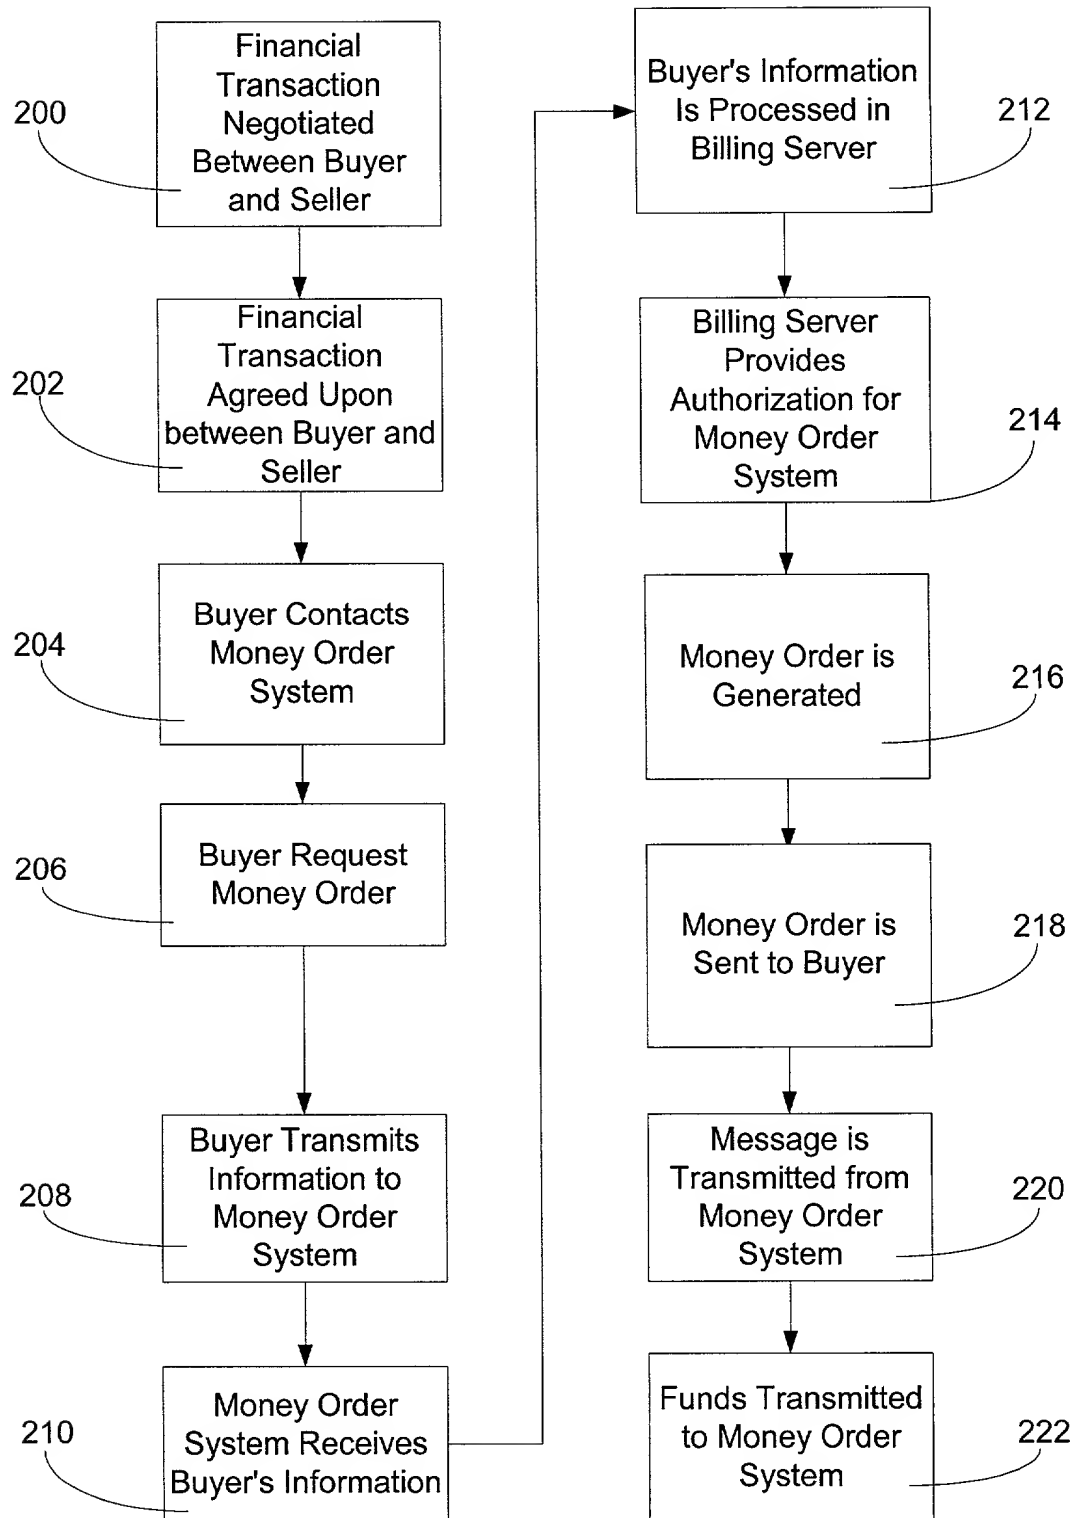 200
Financial
Transaction
Negotiated
Between Buyer
and Seller
202
Financial
Transaction
Agreed Upon
between Buyer and
Seller
204
Buyer Contacts
Money Order
System
206
Buyer Request
Money Order
208
Buyer Transmits
Information to
Money Order
System
210
Money Order
System Receives
Buyer's Information
Buyer's Information
Is Processed in
Billing Server
212
Billing Server
Provides
Authorization for
Money Order
System
214
Money Order is
Generated
216
Money Order is
Sent to Buyer
218
Message is
Transmitted from
Money Order
System
220
Funds Transmitted
to Money Order
System
222